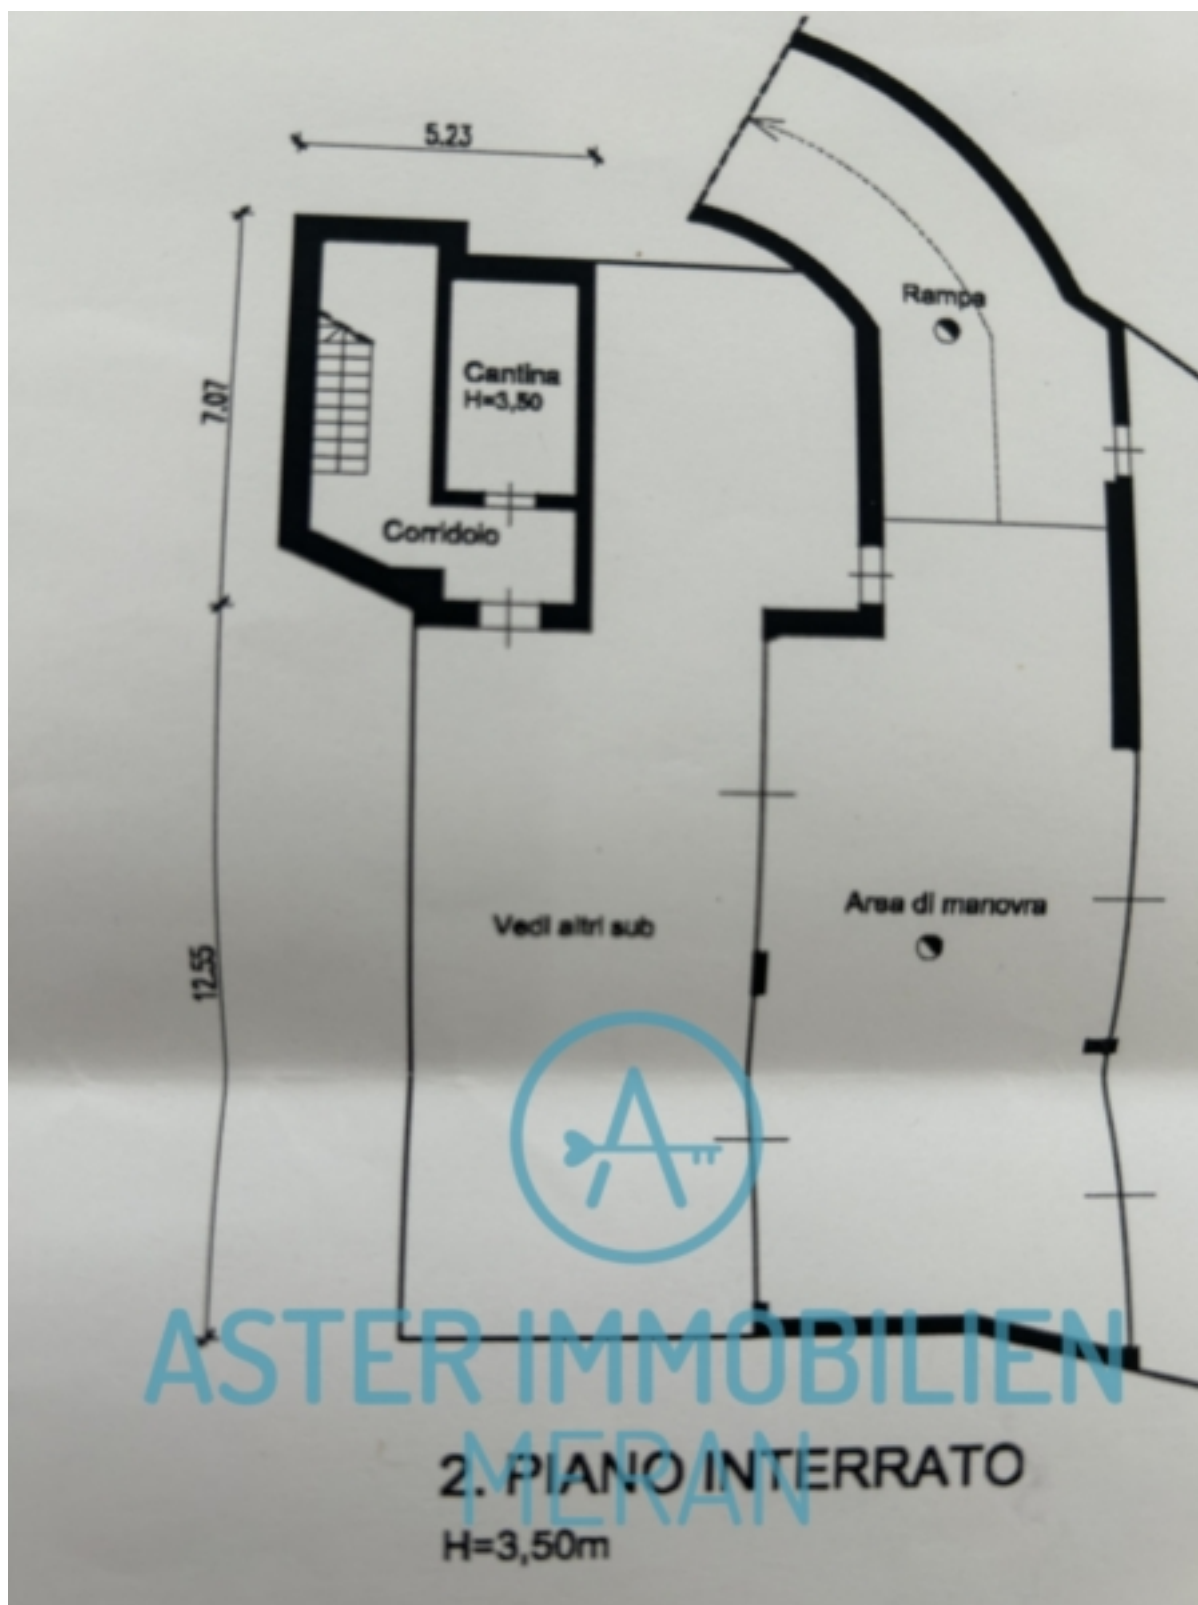 5.23
Rampa
Cantina
H=3,50
7.07
Corridoio
Area di manovra
Vedi altri sub
12.55
ASTER IMMOBILIEN
MERAN
2. PIANO INTERRATO
H=3,50m